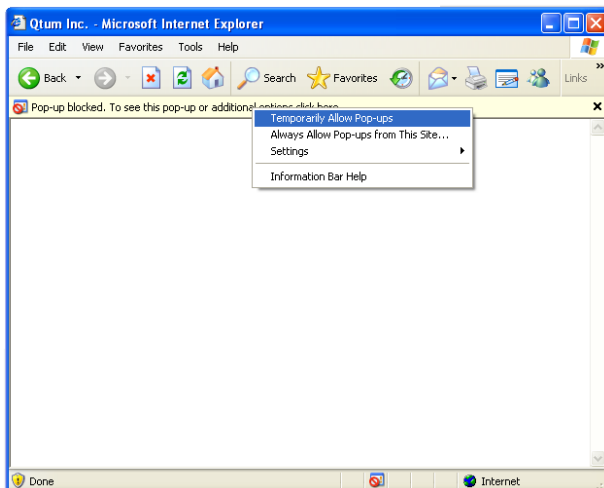 Qtum Inc. - Microsoft Internet Explorer
File Edit View Favorites Tools Help
Back Search Favorites Links »
Pop-up blocked. To see this pop-up or additional options click here...
Temporarily Allow Pop-ups
Always Allow Pop-ups from This Site...
Settings
Information Bar Help
Done Internet